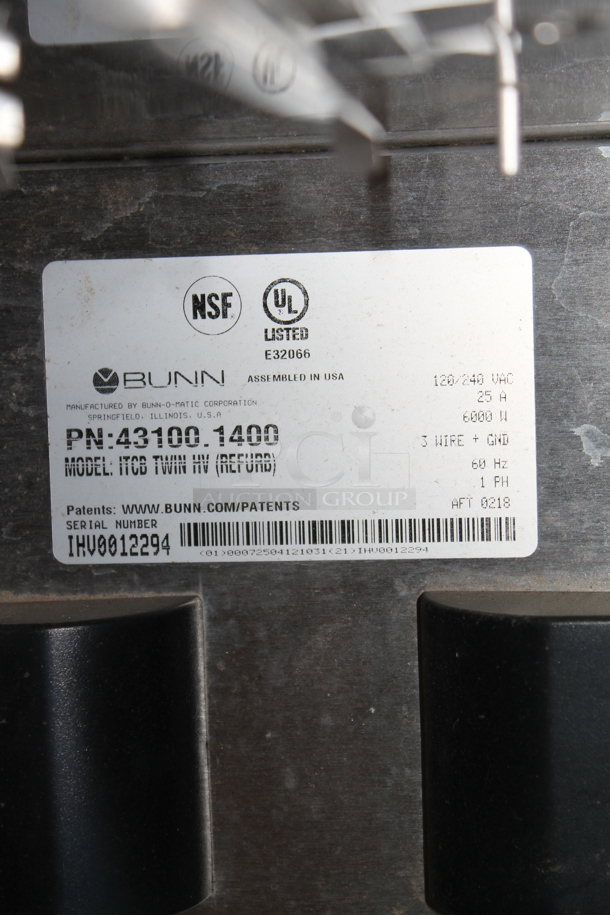 NSF
UL
LISTED
E32066
BUNN
ASSEMBLED IN USA
120/240 VAC
25 A
6000 W
3 WIRE + GND
60 Hz
1 PH
AFT 0218
MANUFACTURED BY BUNN-O-MATIC CORPORATION
SPRINGFIELD, ILLINOIS, U.S.A
PN:43100.1400
MODEL: ITCB TWIN HV (REFURB)
Patents: WWW.BUNN.COM/PATENTS
SERIAL NUMBER
IHV0012294
(01)00072504121031(21)IHV0012294
AUCTION GROUP